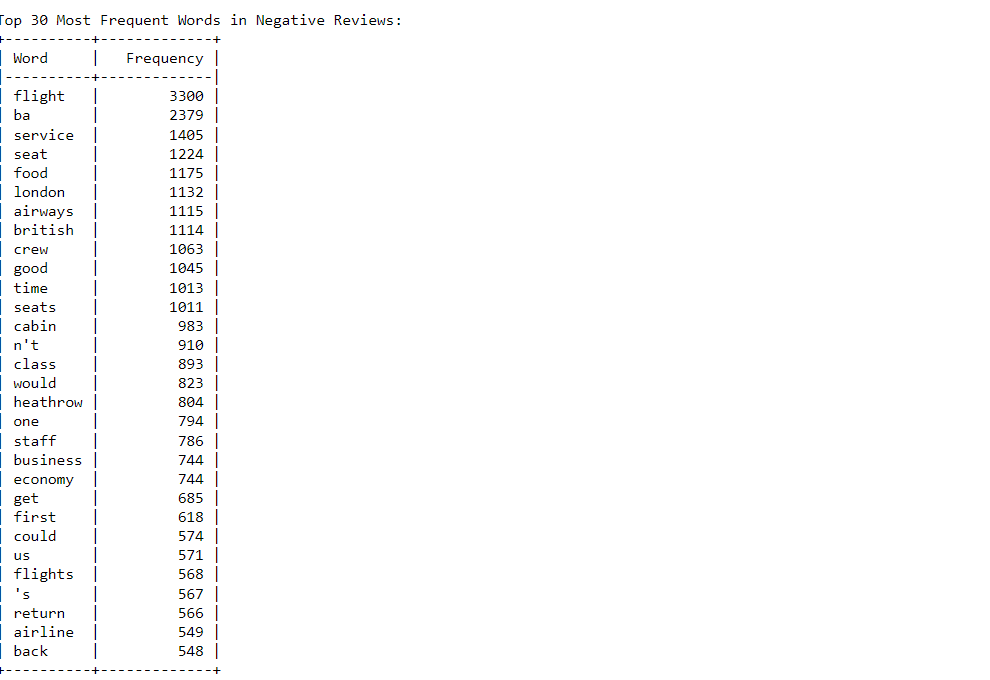 Top 30 Most Frequent Words in Negative Reviews:
+----------+-------------+
| Word     |   Frequency |
|----------+-------------|
| flight   |        3300 |
| ba       |        2379 |
| service  |        1405 |
| seat     |        1224 |
| food     |        1175 |
| london   |        1132 |
| airways  |        1115 |
| british  |        1114 |
| crew     |        1063 |
| good     |        1045 |
| time     |        1013 |
| seats    |        1011 |
| cabin    |         983 |
| n't      |         910 |
| class    |         893 |
| would    |         823 |
| heathrow |         804 |
| one      |         794 |
| staff    |         786 |
| business |         744 |
| economy  |         744 |
| get      |         685 |
| first    |         618 |
| could    |         574 |
| us       |         571 |
| flights  |         568 |
| 's       |         567 |
| return   |         566 |
| airline  |         549 |
| back     |         548 |
+----------+-------------+